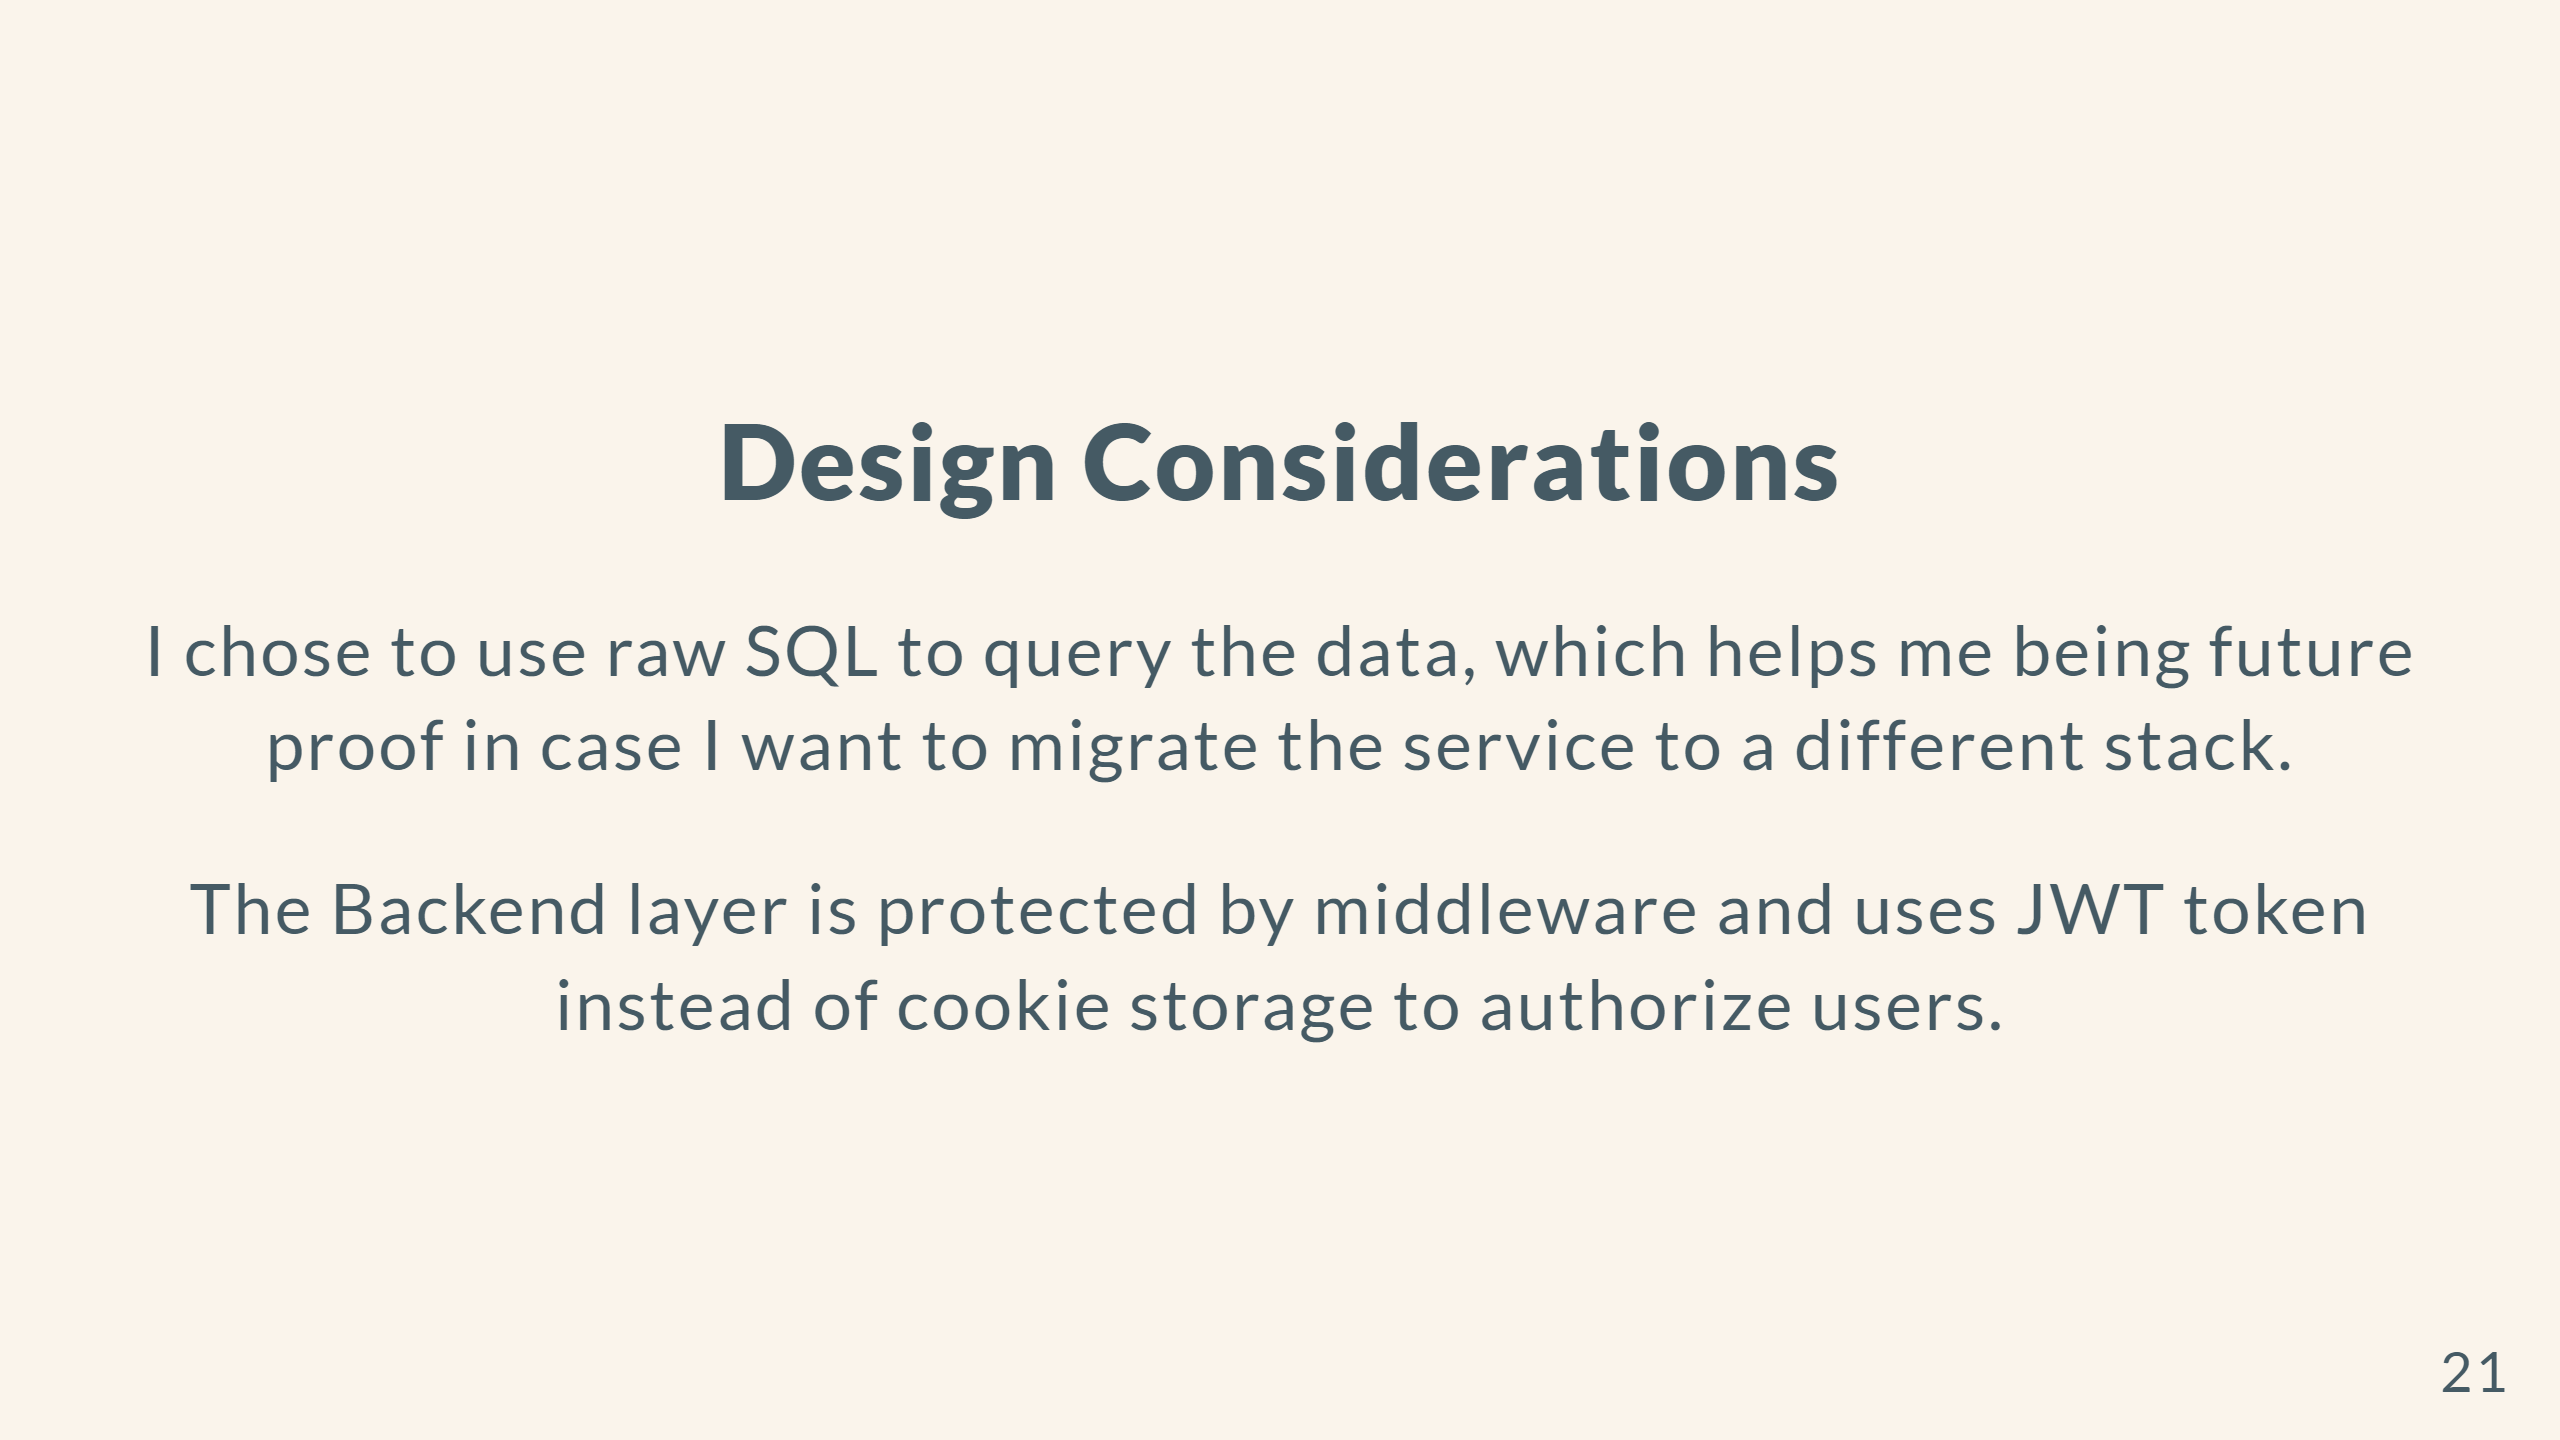 Design Considerations
I chose to use raw SQL to query the data, which helps me being future
proof in case I want to migrate the service to a different stack.
The Backend layer is protected by middleware and uses JWT token
instead of cookie storage to authorize users.
21